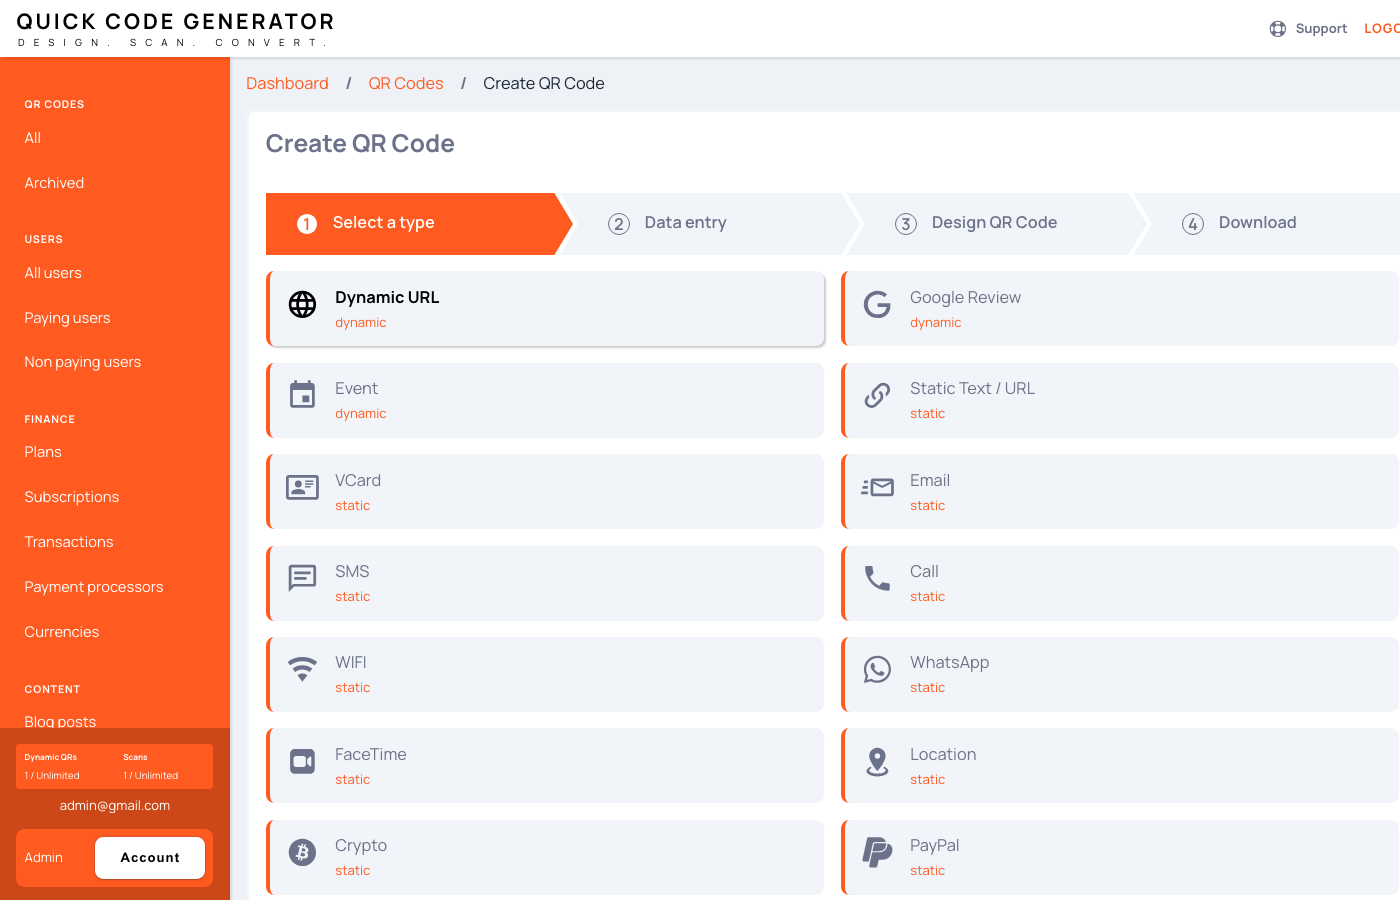 QUICK CODE GENERATOR
DESIGN. SCAN. CONVERT.
Support
Dashboard / QR Codes / Create QR Code
QR CODES
All
Archived
USERS
All users
Paying users
Non paying users
FINANCE
Plans
Subscriptions
Transactions
Payment processors
Currencies
CONTENT
Blog posts
Dynamic QRs
Scans
1 / Unlimited
1 / Unlimited
admin@gmail.com
Admin
Account
Create QR Code
1 Select a type
2 Data entry
3 Design QR Code
4 Download
Dynamic URL
dynamic
Google Review
dynamic
Event
dynamic
Static Text / URL
static
VCard
static
Email
static
SMS
static
Call
static
WIFI
static
WhatsApp
static
FaceTime
static
Location
static
Crypto
static
PayPal
static